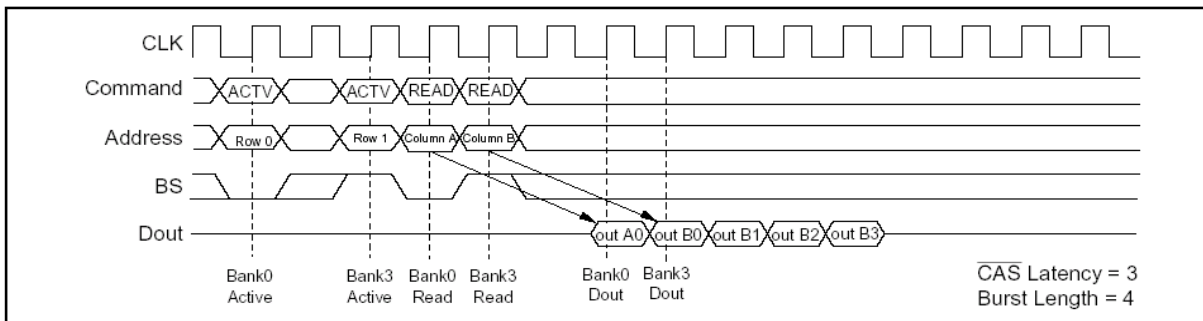 CLK
Command ACTV ACTV READ READ
Address Row 0 Row 1 Column A Column B
BS
Dout out A0 out B0 out B1 out B2 out B3
Bank0 Active
Bank3 Active
Bank0 Read
Bank3 Read
Bank0 Dout
Bank3 Dout
CAS Latency = 3
Burst Length = 4